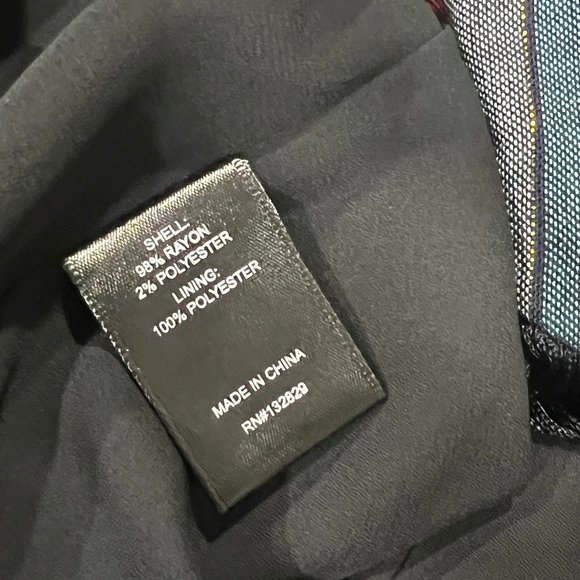 SHELL:
98% RAYON
2% POLYESTER
LINING:
100% POLYESTER
MADE IN CHINA
RN#132829